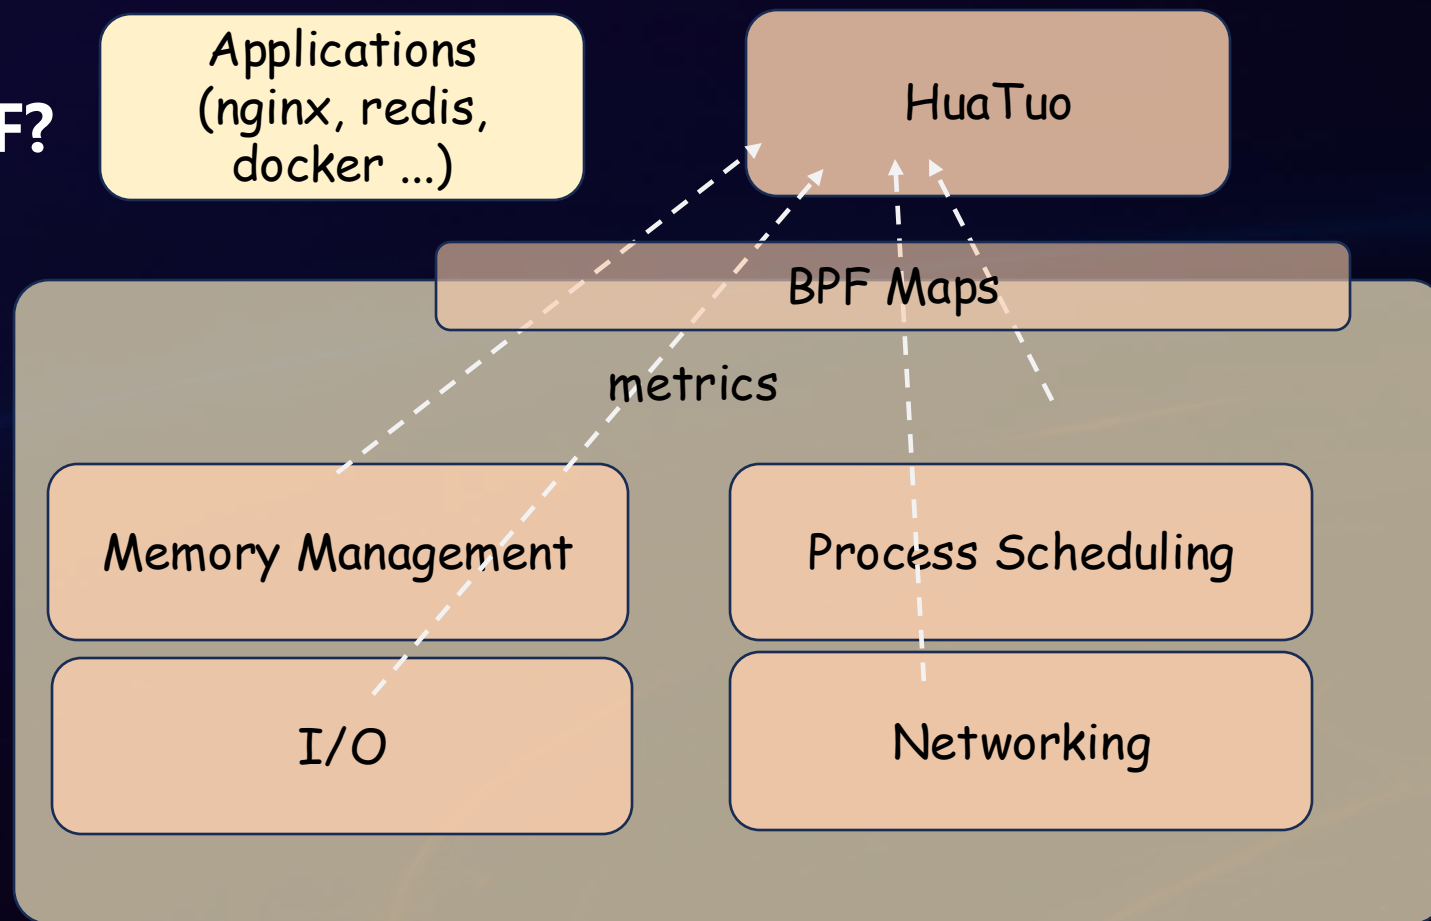 F?
Applications
(nginx, redis,
docker ...)
HuaTuo
BPF Maps
metrics
Memory Management
Process Scheduling
I/O
Networking